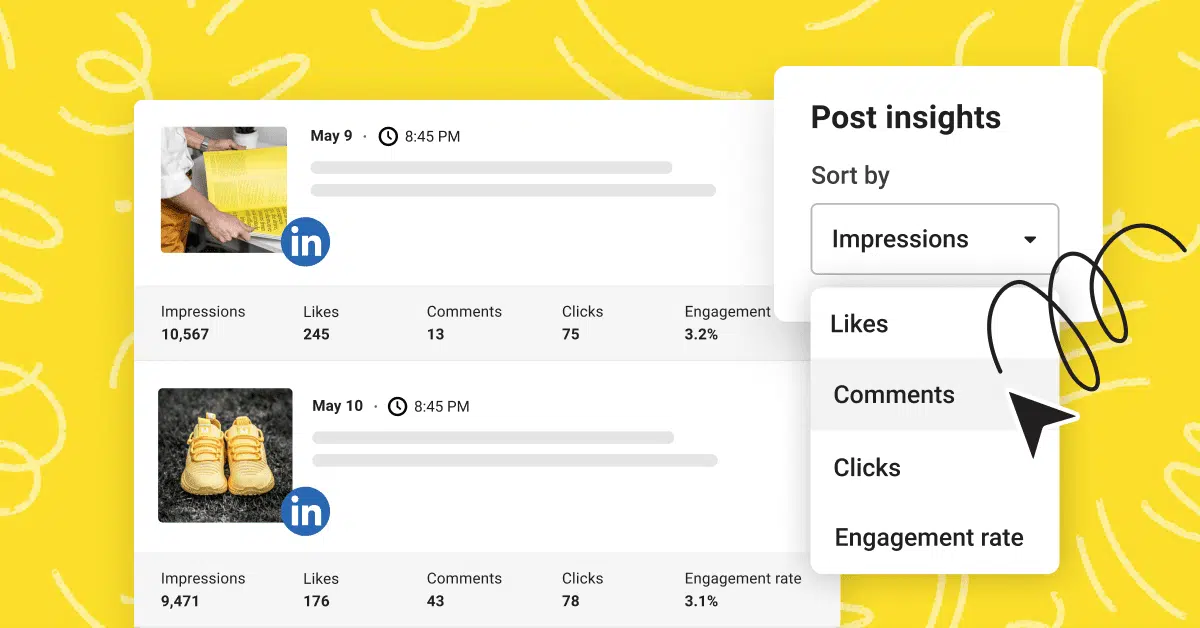 May 9 · 8:45 PM
in
Impressions Likes Comments Clicks Engagement
10,567 245 13 75 3.2%
May 10 · 8:45 PM
in
Impressions Likes Comments Clicks Engagement rate
9,471 176 43 78 3.1%
Post insights
Sort by
Impressions
Likes
Comments
Clicks
Engagement rate